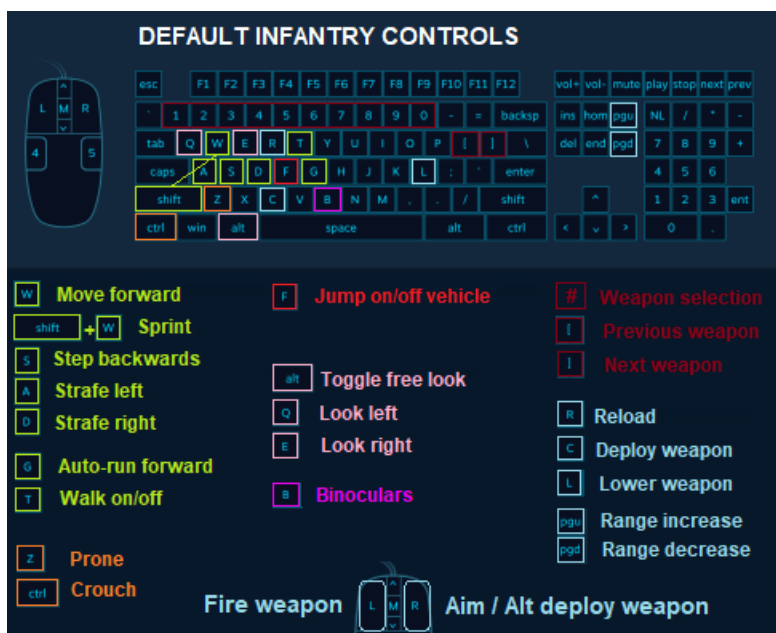 DEFAULT INFANTRY CONTROLS
L M R
4 5
esc F1 F2 F3 F4 F5 F6 F7 F8 F9 F10 F11 F12 vol+ vol- mute play stop next prev
` 1 2 3 4 5 6 7 8 9 0 - = backsp ins hom pgu NL / * -
tab Q W E R T Y U I O P [ ] \ del end pgd 7 8 9 +
caps A S D F G H J K L ; ' enter 4 5 6
shift Z X C V B N M , . / shift ^ 1 2 3 ent
ctrl win alt space alt ctrl < v > 0 .
W Move forward
shift + W Sprint
S Step backwards
A Strafe left
D Strafe right
G Auto-run forward
T Walk on/off
Z Prone
ctrl Crouch
F Jump on/off vehicle
alt Toggle free look
Q Look left
E Look right
B Binoculars
# Weapon selection
[ Previous weapon
] Next weapon
R Reload
C Deploy weapon
L Lower weapon
pgu Range increase
pgd Range decrease
Fire weapon L M R Aim / Alt deploy weapon